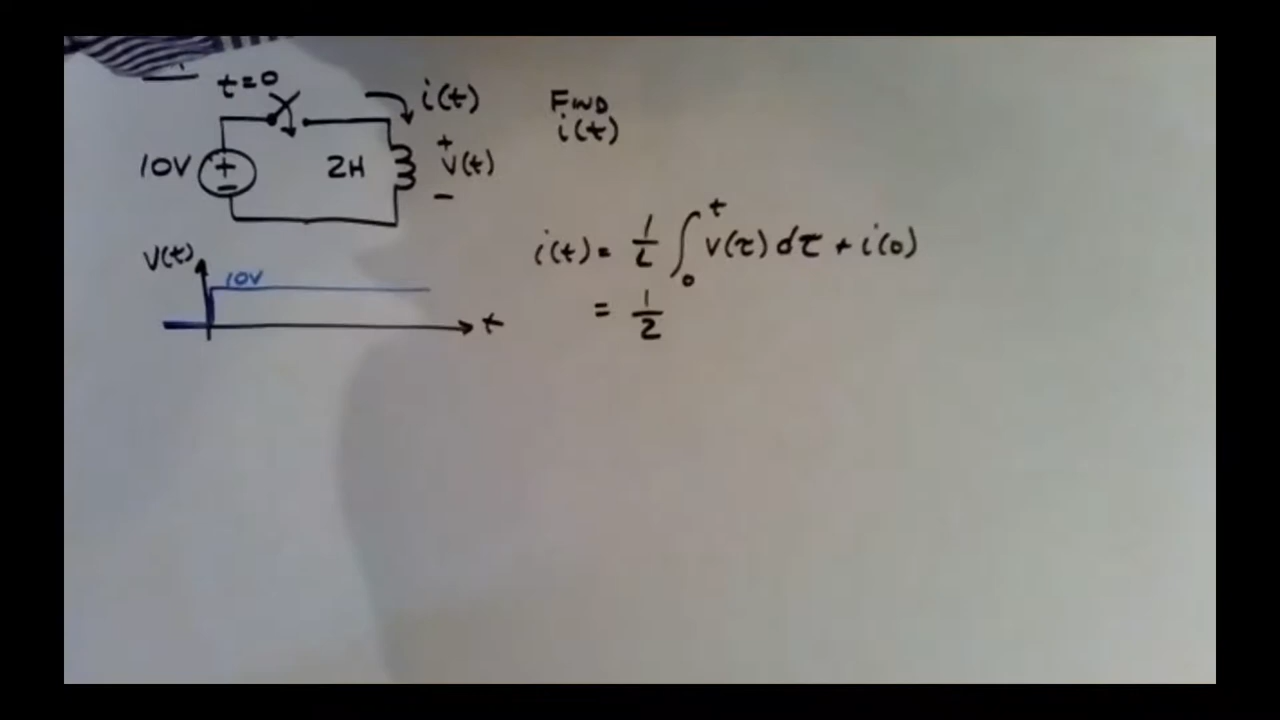 t=0
i(t)
FIND
i(t)
10V
+
-
2H
+
v(t)
-
i(t) = 1/L ∫₀ᵗ v(τ) dτ + i(0)
V(t)
10V
t
= 1/2